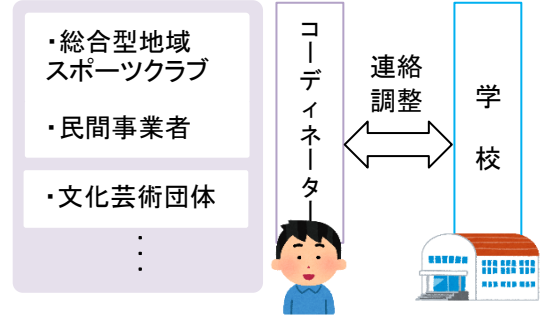 ・総合型地域
スポーツクラブ
・民間事業者
・文化芸術団体
・
・
・
コーディネーター
連絡
調整
学校